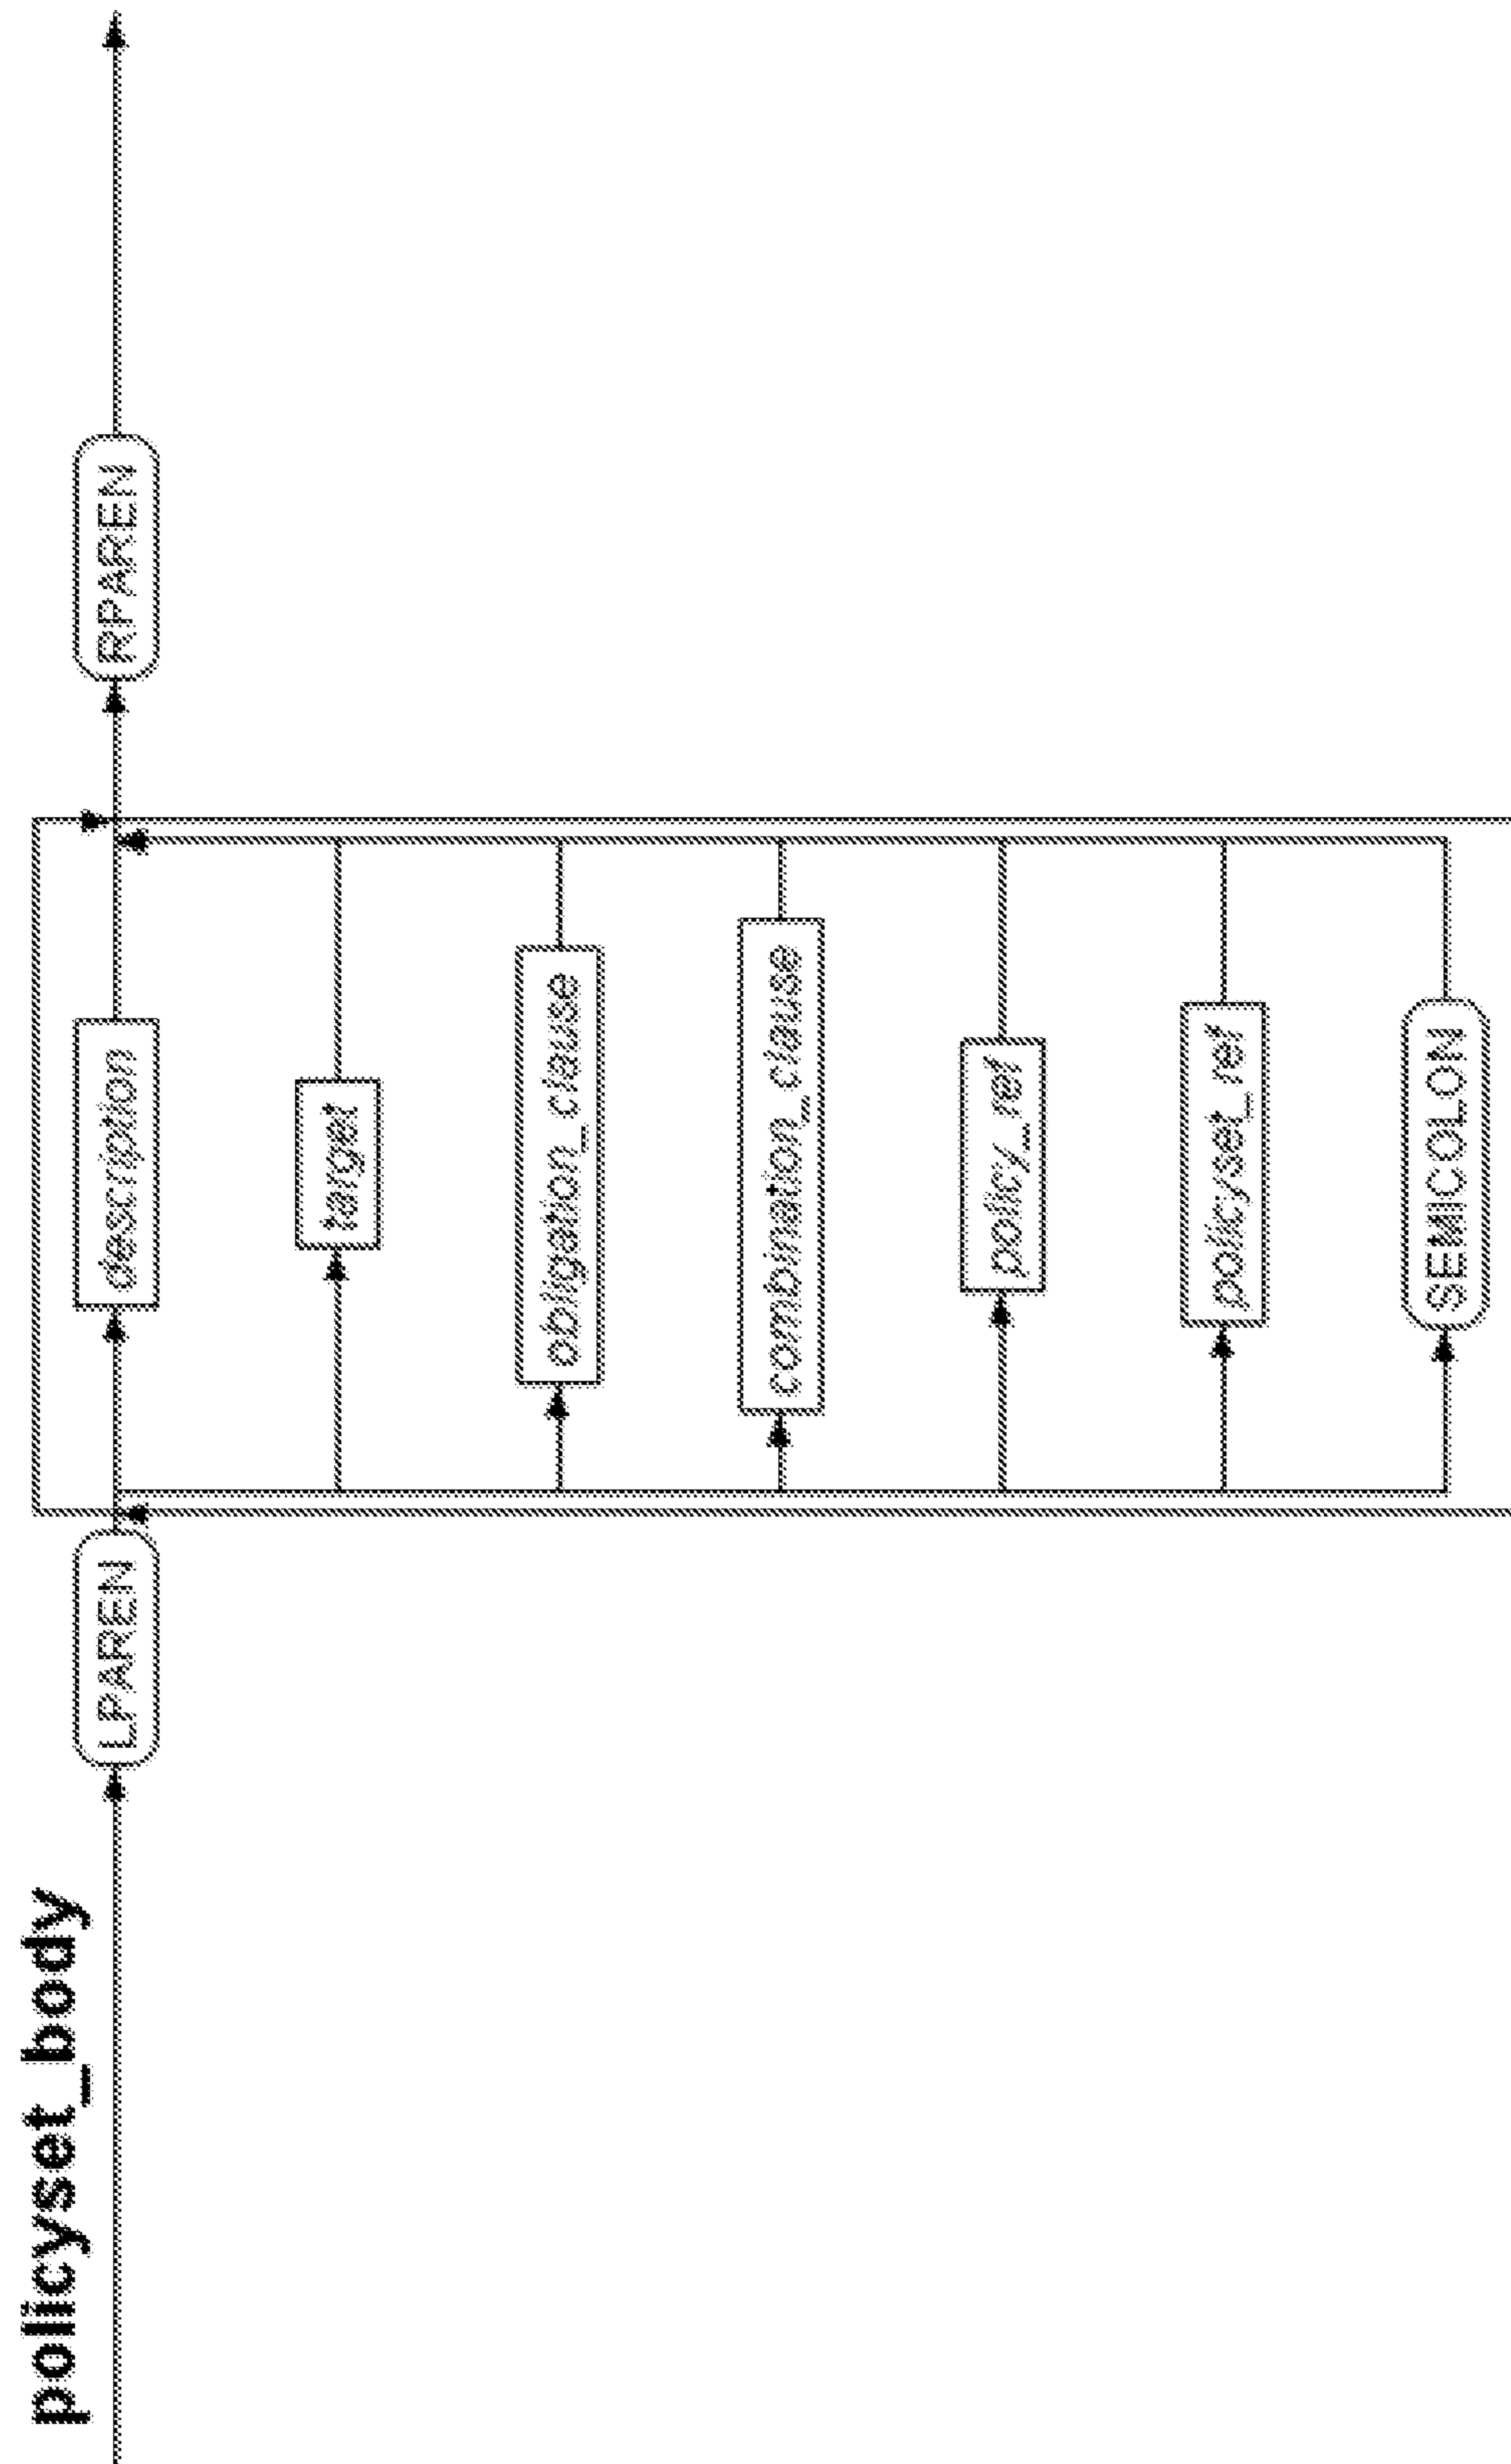 policyset_body
LPAREN
description
target
obligation_clause
combination_clause
policy_ref
policyset_ref
SEMICOLON
RPAREN